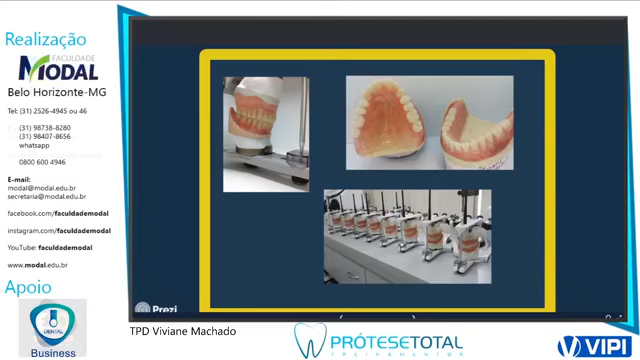 Realização
FACULDADE
MODAL
Belo Horizonte-MG
Tel: (31) 2526-4945 ou 46
(31) 98738-8280
(31) 98407-8656
whatsapp
0800 600 4946
E-mail:
modal@modal.edu.br
secretaria@modal.edu.br
facebook.com/faculdademodal
instagram.com/faculdademodal
YouTube: faculdademodal
www.modal.edu.br
Apoio
DENTAL
Business
Prezi
TPD Viviane Machado
PRÓTESETOTAL
TREINAMENTOS
VIPI